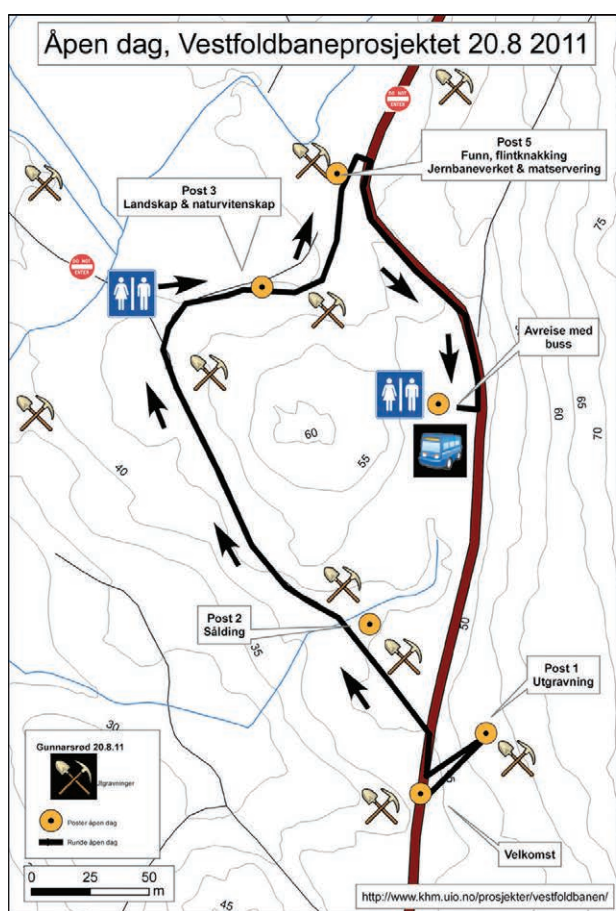 Åpen dag, Vestfoldbaneprosjektet 20.8 2011
DO NOT
ENTER
Post 5
Funn, flintknakking
Jernbaneverket & matservering
Post 3
Landskap & naturvitenskap
75
DO NOT
ENTER
Avreise med
buss
60
65
70
60
55
40
Post 2
Sålding
50
35
Post 1
Utgravning
30
Gunnarsrød 20.8.11
Utgravninger
Poster åpen dag
Runde åpen dag
Velkomst
0 25 50
m
45
http://www.khm.uio.no/prosjekter/vestfoldbanen/